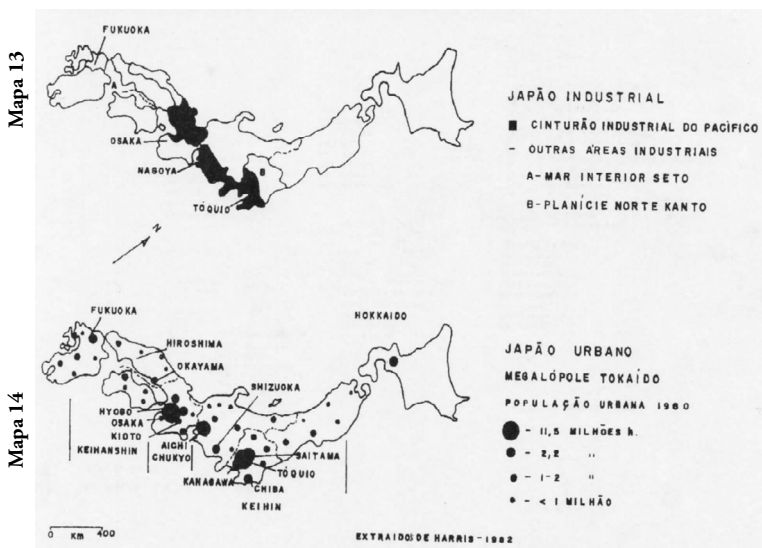 Mapa 13
FUKUOKA
A
OSAKA
NAGOYA
B
TÓQUIO
N
JAPÃO INDUSTRIAL
■ CINTURÃO INDUSTRIAL DO PACÍFICO
- OUTRAS ÁREAS INDUSTRIAIS
A-MAR INTERIOR SETO
B-PLANÍCIE NORTE KANTO
Mapa 14
FUKUOKA
HIROSHIMA
OKAYAMA
SHIZUOKA
HOKKAIDO
HYOGO
OSAKA
KIOTO
KEIHANSHIN
AICHI
CHUKYO
SAITAMA
TÓQUIO
KANAGAWA
CHIBA
KEIHIN
JAPÃO URBANO
MEGALÓPOLE TOKAÍDO
POPULAÇÃO URBANA 1980
- 11,5 MILHÕES h.
- 2,2 "
- 1-2 "
- < 1 MILHÃO
0 Km 400
EXTRAIDOS DE HARRIS-1982